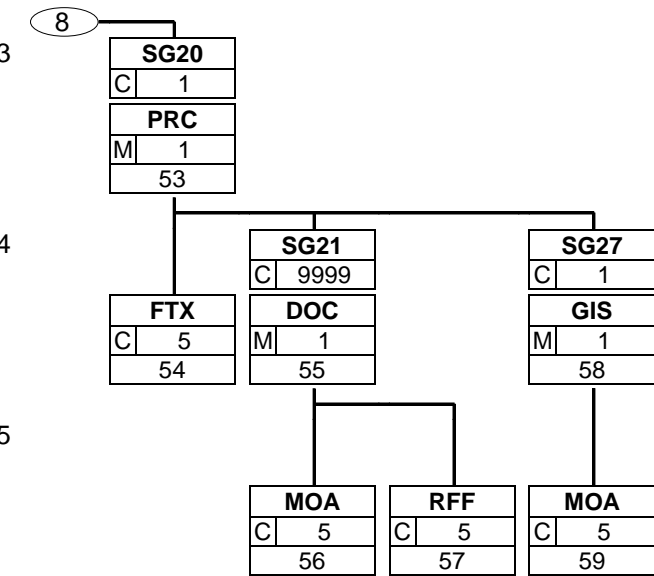 8
3
SG20
C 1
PRC
M 1
53
4
SG21 SG27
C 9999 C 1
FTX DOC GIS
C 5 M 1 M 1
54 55 58
5
MOA RFF MOA
C 5 C 5 C 5
56 57 59